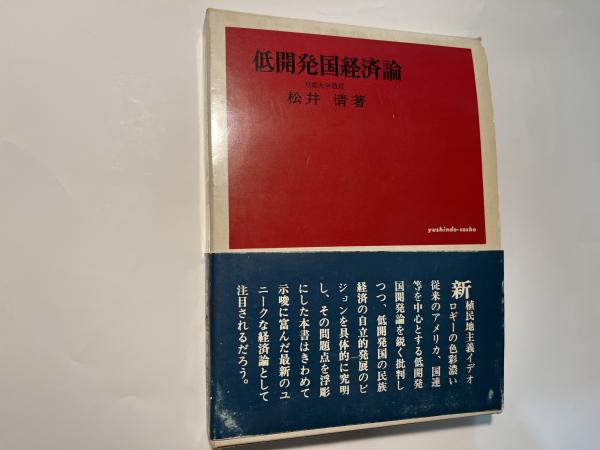 低開発国経済論
京都大学教授
松井 清著
yushindo-sosho
新植民地主義イデオ
ロギーの色彩濃い
従来のアメリカ、国連
等を中心とする低開発
国開発論を鋭く批判し
つつ、低開発国の民族
経済の自立的発展のビ
ジョンを具体的に究明
し、その問題点を浮彫
にした本書はきわめて
示唆に富んだ最新のユ
ニークな経済論として
注目されるだろう。